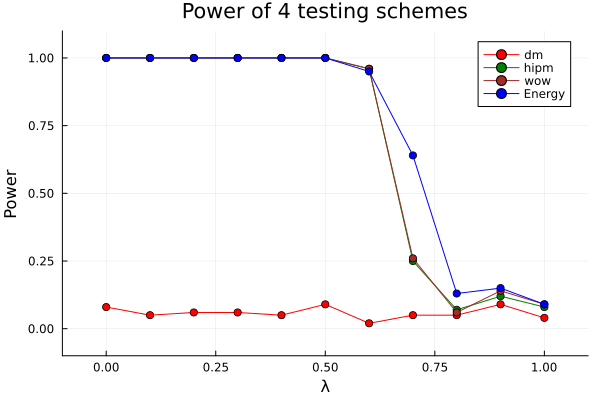 Power of 4 testing schemes
dm
hipm
wow
Energy
Power
1.00
0.75
0.50
0.25
0.00
0.00 0.25 0.50 0.75 1.00
λ